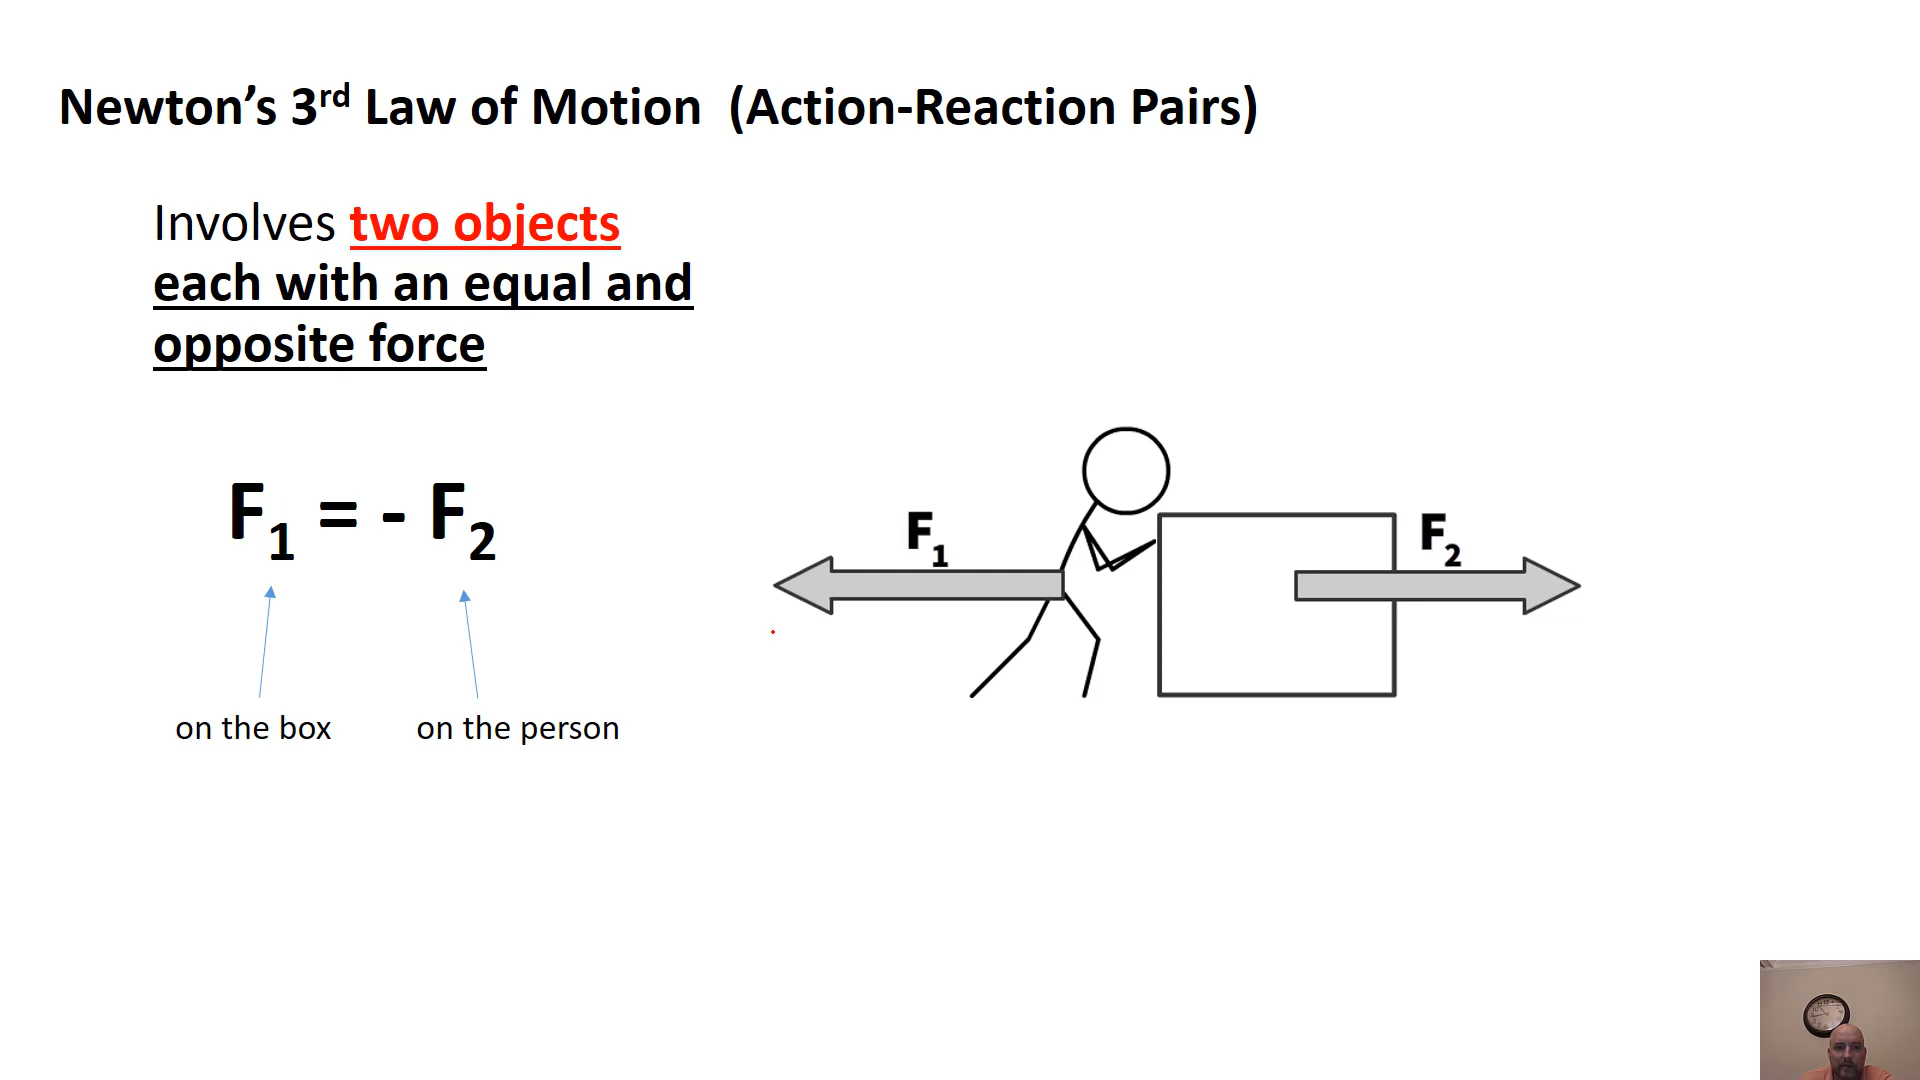 Newton’s 3rd Law of Motion  (Action-Reaction Pairs)
Involves two objects
each with an equal and
opposite force
F1 = - F2
on the box
on the person
F1
F2